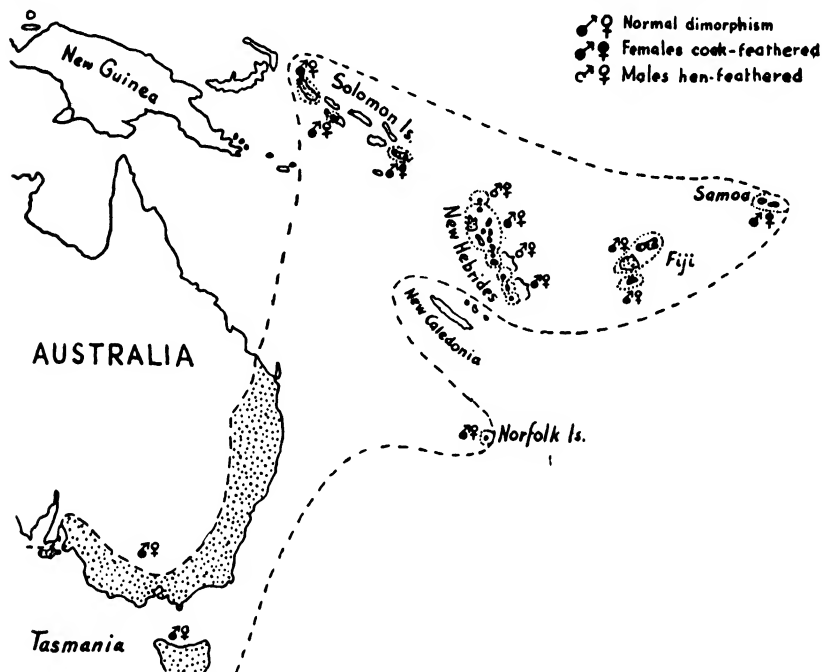 ♂♀ Normal dimorphism
♂♀ Females cock-feathered
♂♀ Males hen-feathered
New Guinea
Solomon Is.
Samoa
New Hebrides
Fiji
New Caledonia
AUSTRALIA
Norfolk Is.
Tasmania